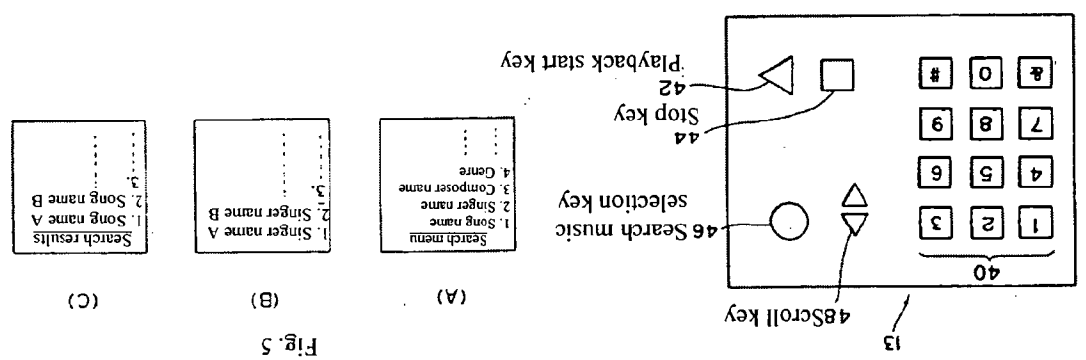 Fig. 5
13
40
1 2 3
4 5 6
7 8 9
& 0 #
48Scroll key
46 Search music
selection key
44
Stop key
42
Playback start key
(A)
Search menu
1. Song name
2. Singer name
3. Composer name
4. Genre
(B)
1. Singer name A
2. Singer name B
3.
(C)
Search results
1. Song name A
2. Song name B
3.